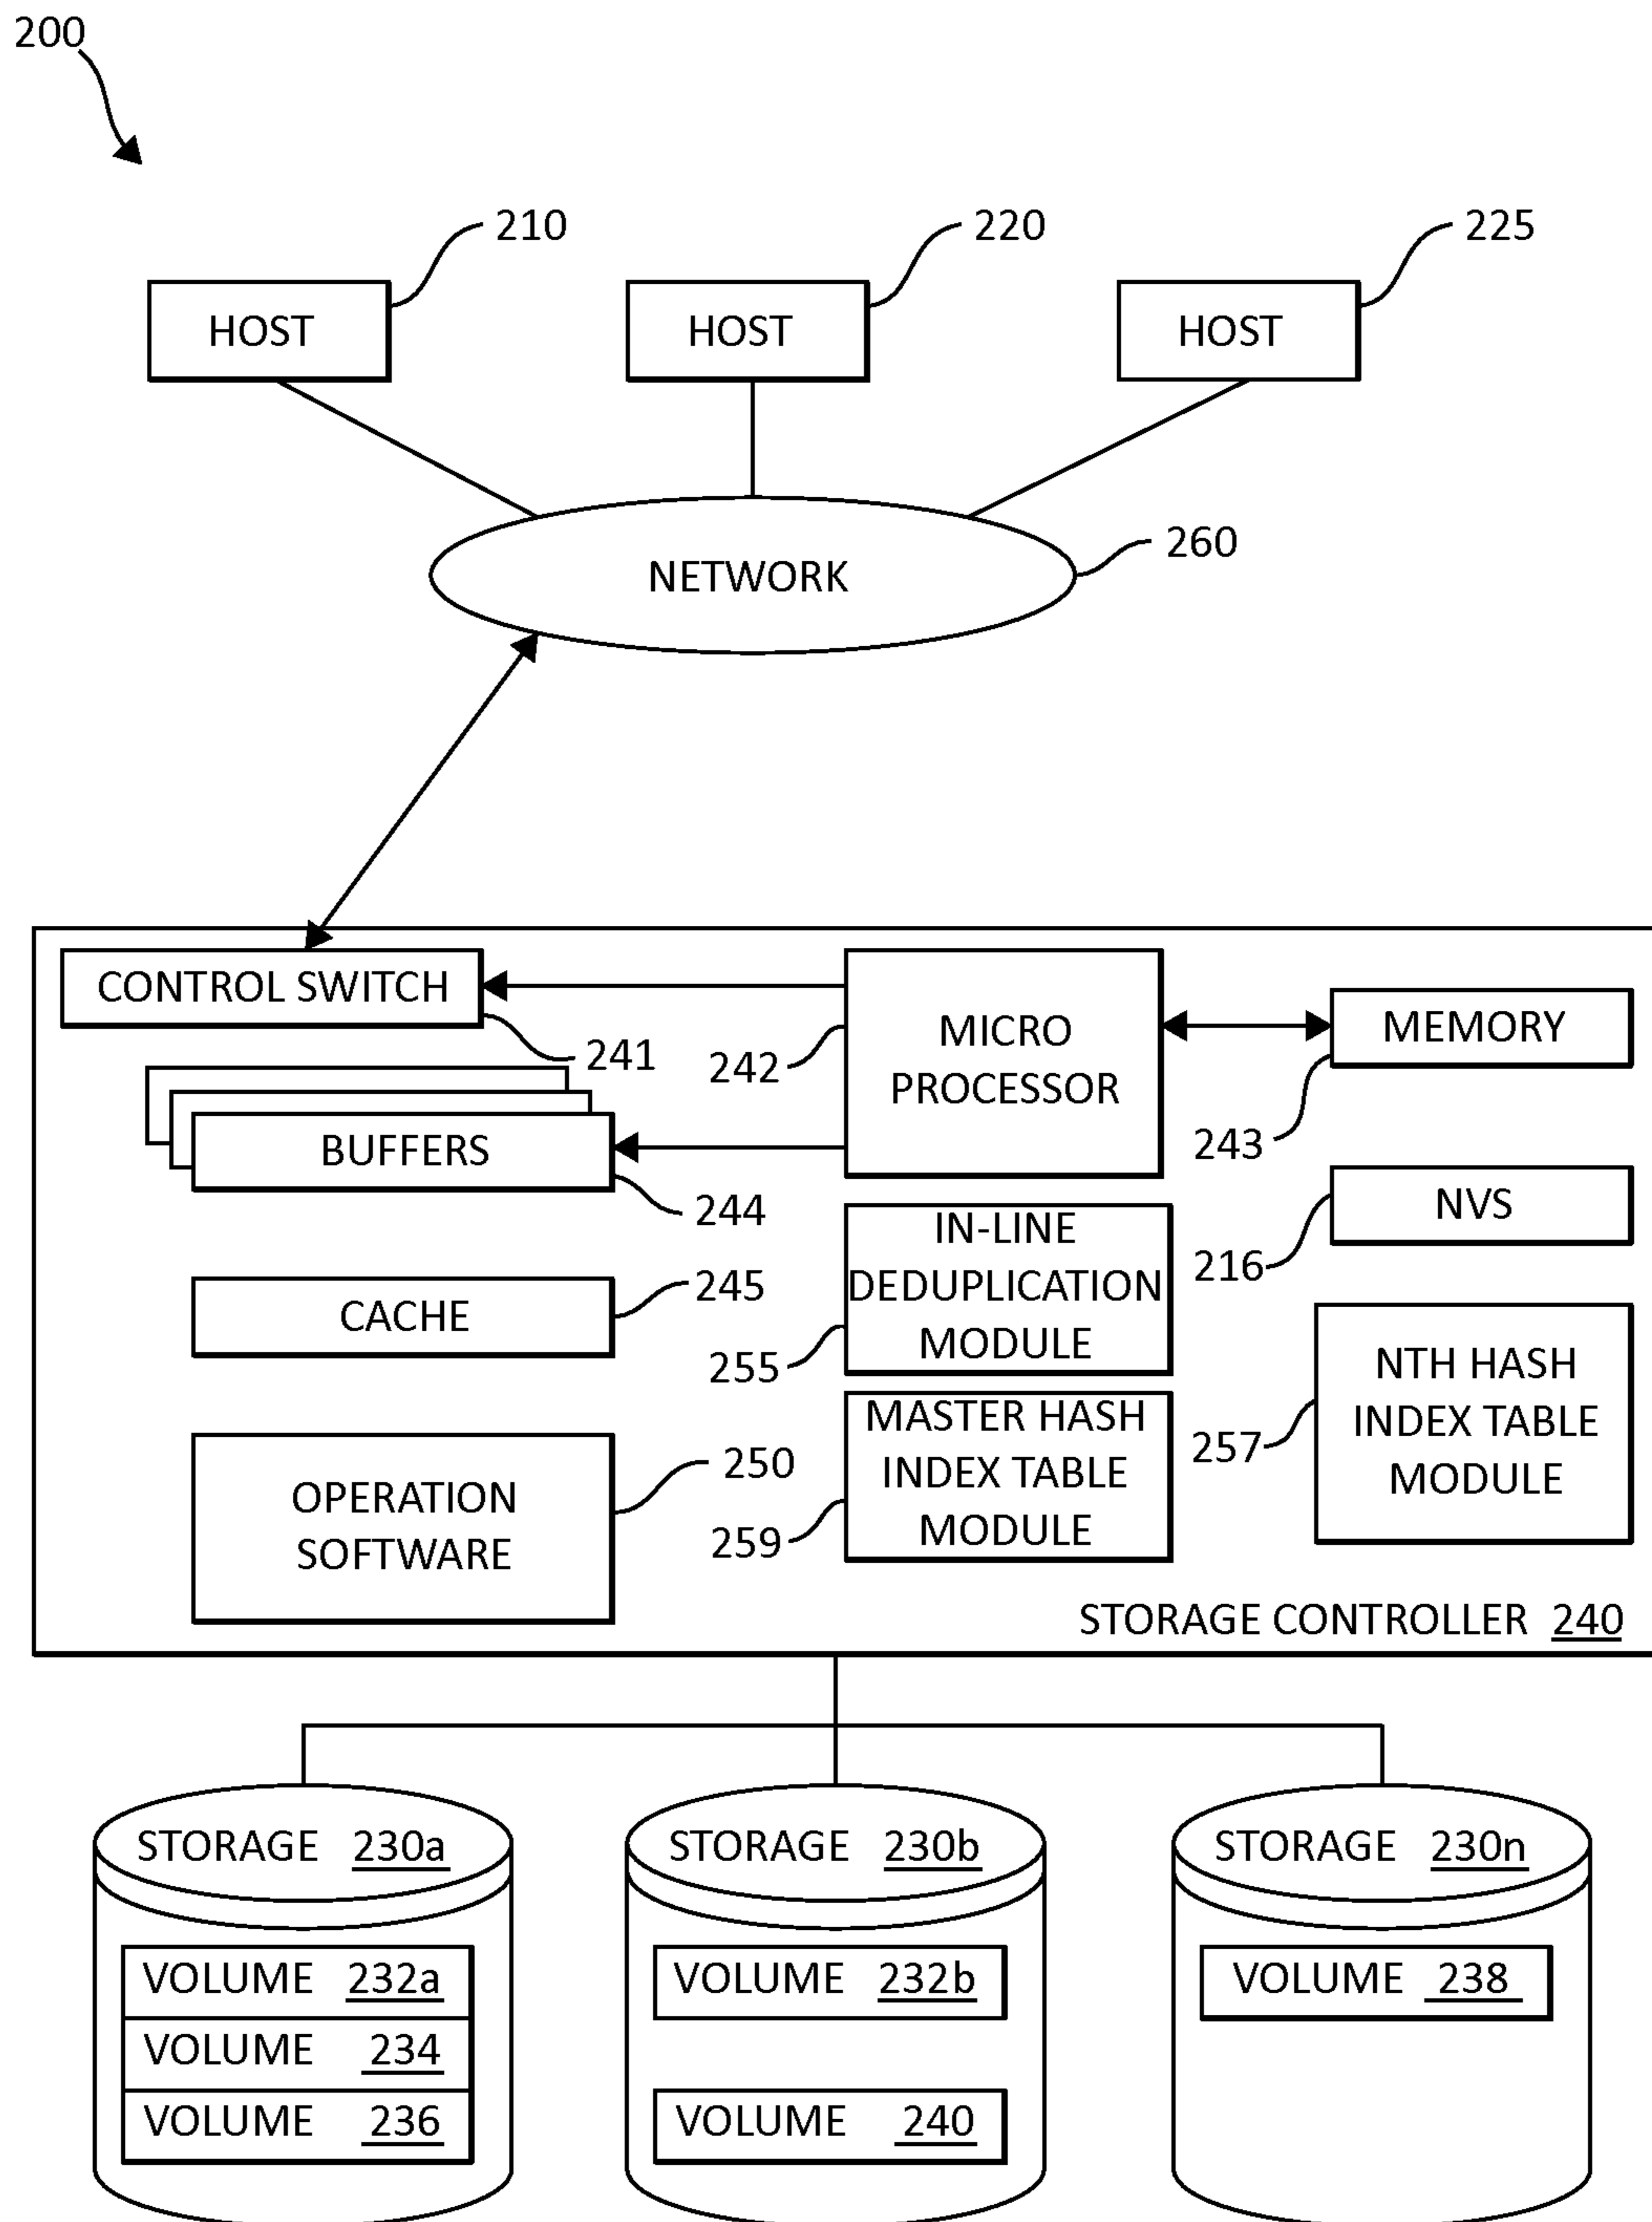 200
210
220
225
HOST
HOST
HOST
260
NETWORK
CONTROL SWITCH
241
242
MICRO
PROCESSOR
MEMORY
243
BUFFERS
244
NVS
216
IN-LINE
DEDUPLICATION
MODULE
255
CACHE
245
NTH HASH
INDEX TABLE
MODULE
257
MASTER HASH
INDEX TABLE
MODULE
259
OPERATION
SOFTWARE
250
STORAGE CONTROLLER 240
STORAGE 230a
VOLUME 232a
VOLUME 234
VOLUME 236
STORAGE 230b
VOLUME 232b
VOLUME 240
STORAGE 230n
VOLUME 238